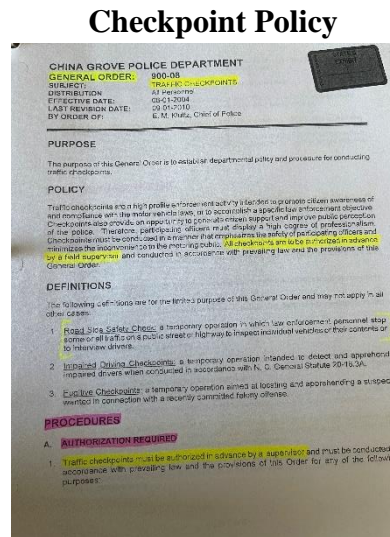 Checkpoint Policy
CHINA GROVE POLICE DEPARTMENT
GENERAL ORDER: 900-08
SUBJECT: TRAFFIC CHECKPOINTS
DISTRIBUTION All Personnel
EFFECTIVE DATE: 08-01-2004
LAST REVISION DATE: 09-01-2010
BY ORDER OF: E. M. Kluttz, Chief of Police
PURPOSE
The purpose of this General Order is to establish departmental policy and procedure for conducting
traffic checkpoints.
POLICY
Traffic checkpoints are a high profile enforcement activity intended to promote citizen awareness of
and compliance with the motor vehicle laws, or to accomplish a specific law enforcement objective
Checkpoints also provide an opportunity to generate citizen support and improve public perception
of the police. Therefore, participating officers must display a high degree of professionalism.
Checkpoints must be conducted in a manner that emphasizes the safety of participating officers and
minimizes the inconvenience to the motoring public. All checkpoints are to be authorized in advance
by a field supervisor and conducted in accordance with prevailing law and the provisions of this
General Order.
DEFINITIONS
The following definitions are for the limited purpose of this General Order and may not apply in all
other cases.
1. Road Side Safety Check: a temporary operation in which law enforcement personnel stop
some or all traffic on a public street or highway to inspect individual vehicles or their contents or
to interview drivers.
2. Impaired Driving Checkpoints: a temporary operation intended to detect and apprehend
impaired drivers when conducted in accordance with N. C. General Statute 20-16.3A.
3. Fugitive Checkpoints: a temporary operation aimed at locating and apprehending a suspec
wanted in connection with a recently committed felony offense.
PROCEDURES
A. AUTHORIZATION REQUIRED
1. Traffic checkpoints must be authorized in advance by a supervisor and must be conducted
accordance with prevailing law and the provisions of this Order for any of the follow
purposes: